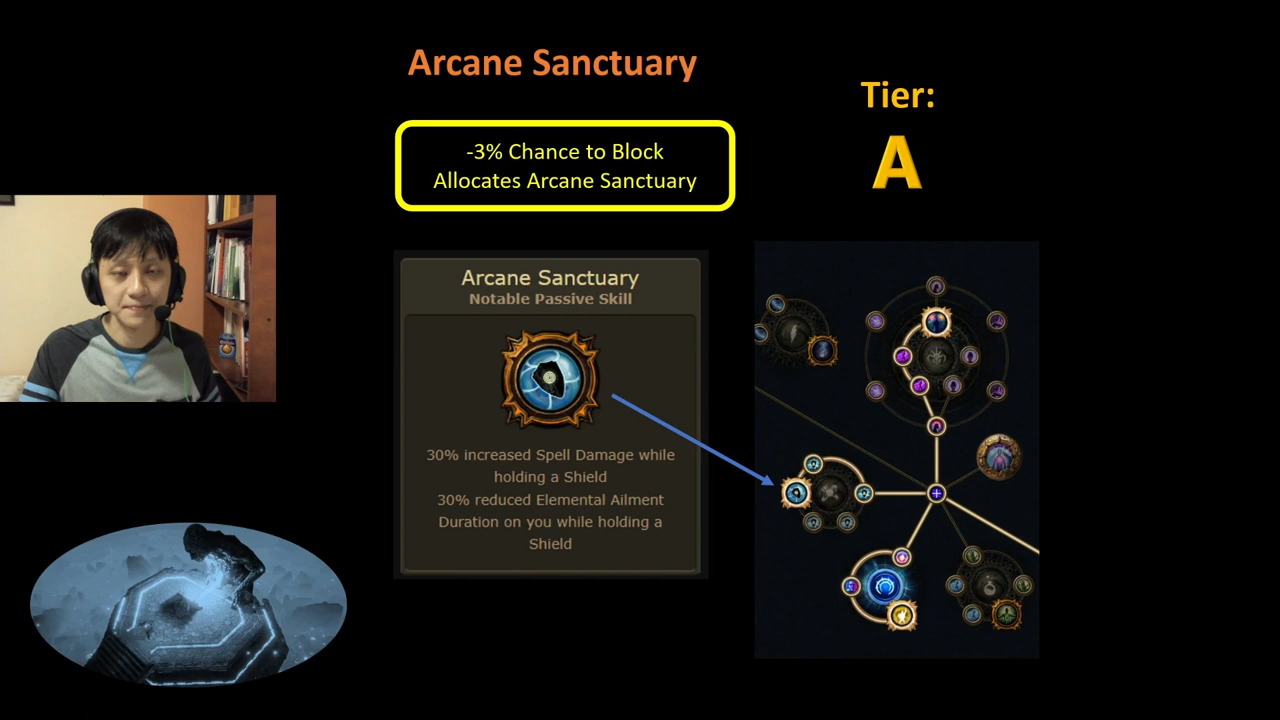 Arcane Sanctuary
Tier:
A
-3% Chance to Block
Allocates Arcane Sanctuary
Arcane Sanctuary
Notable Passive Skill
30% increased Spell Damage while
holding a Shield
30% reduced Elemental Ailment
Duration on you while holding a
Shield